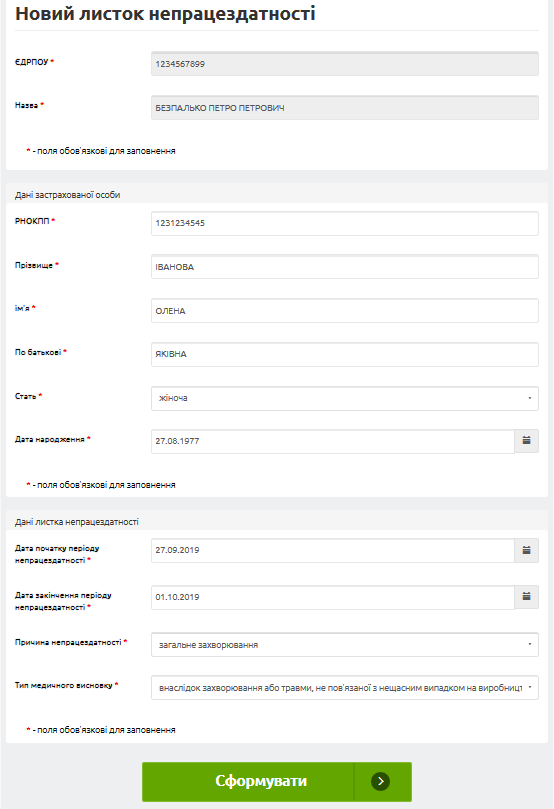 Новий листок непрацездатності
ЄДРПОУ * 1234567899
Назва * БЕЗПАЛЬКО ПЕТРО ПЕТРОВИЧ
* - поля обов'язкові для заповнення
Дані застрахованої особи
РНОКПП * 1231234545
Прізвище * ІВАНОВА
ім'я * ОЛЕНА
По батькові * ЯКІВНА
Стать * жіноча
Дата народження * 27.08.1977
* - поля обов'язкові для заповнення
Дані листка непрацездатності
Дата початку періоду
непрацездатності * 27.09.2019
Дата закінчення періоду
непрацездатності * 01.10.2019
Причина непрацездатності * загальне захворювання
Тип медичного висновку * внаслідок захворювання або травми, не пов'язаної з нещасним випадком на виробницт
* - поля обов'язкові для заповнення
Сформувати